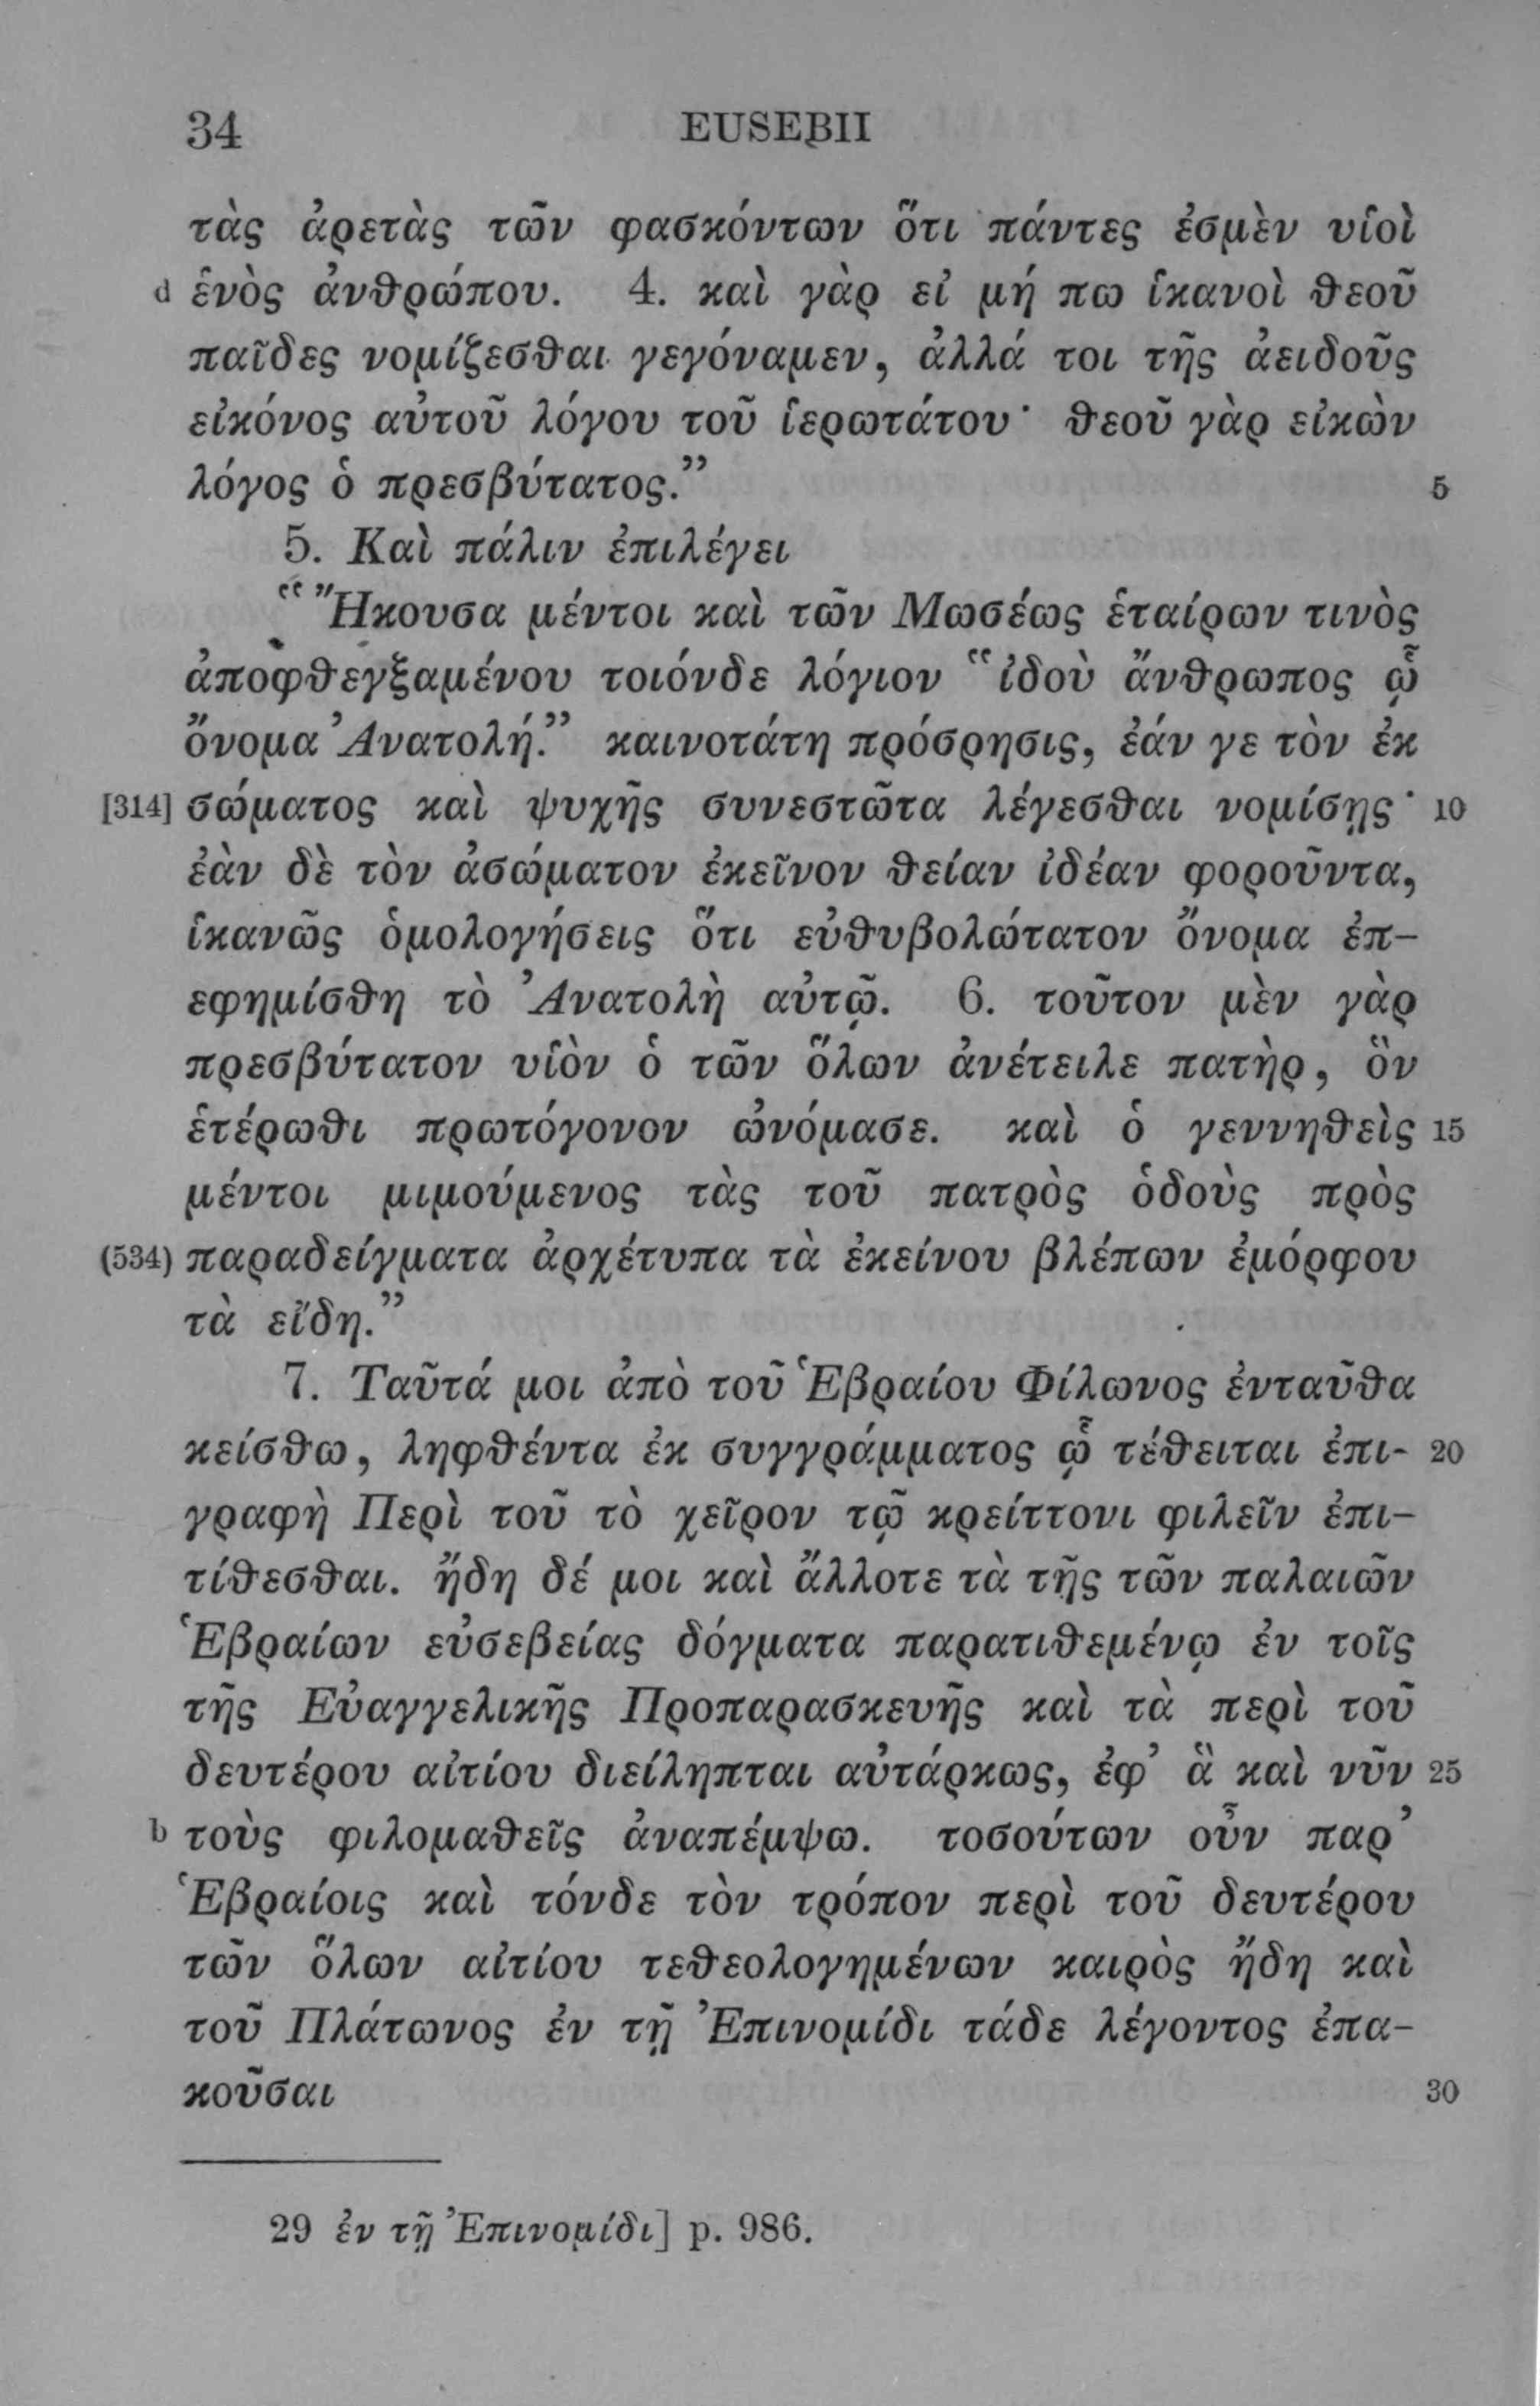 34 EUSEBII
τὰς ἀρετὰς τῶν φασκόντων ὅτι πάντες ἐσμὲν υἱοὶ
d ἑνὸς ἀνθρώπου. 4. καὶ γὰρ εἰ μή πω ἱκανοὶ θεοῦ
παῖδες νομίζεσθαι γεγόναμεν, ἀλλά τοι τῆς ἀειδοῦς
εἰκόνος αὐτοῦ λόγου τοῦ ἱερωτάτου· θεοῦ γὰρ εἰκὼν
λόγος ὁ πρεσβύτατος.” 5
5. Καὶ πάλιν ἐπιλέγει
“Ἤκουσα μέντοι καὶ τῶν Μωσέως ἑταίρων τινὸς
ἀποφθεγξαμένου τοιόνδε λόγιον “ἰδοὺ ἄνθρωπος ᾧ
ὄνομα Ἀνατολή.” καινοτάτη πρόσρησις, ἐάν γε τὸν ἐκ
[314] σώματος καὶ ψυχῆς συνεστῶτα λέγεσθαι νομίσῃς· 10
ἐὰν δὲ τὸν ἀσώματον ἐκεῖνον θείαν ἰδέαν φοροῦντα,
ἱκανῶς ὁμολογήσεις ὅτι εὐθυβολώτατον ὄνομα ἐπ-
εφημίσθη τὸ Ἀνατολὴ αὐτῷ. 6. τοῦτον μὲν γὰρ
πρεσβύτατον υἱὸν ὁ τῶν ὅλων ἀνέτειλε πατὴρ, ὃν
ἑτέρωθι πρωτόγονον ὠνόμασε. καὶ ὁ γεννηθεὶς 15
μέντοι μιμούμενος τὰς τοῦ πατρὸς ὁδοὺς πρὸς
(534) παραδείγματα ἀρχέτυπα τὰ ἐκείνου βλέπων ἐμόρφου
τὰ εἴδη.”
7. Ταῦτά μοι ἀπὸ τοῦ Ἑβραίου Φίλωνος ἐνταῦθα
κείσθω, ληφθέντα ἐκ συγγράμματος ᾧ τέθειται ἐπι- 20
γραφὴ Περὶ τοῦ τὸ χεῖρον τῷ κρείττονι φιλεῖν ἐπι-
τίθεσθαι. ἤδη δέ μοι καὶ ἄλλοτε τὰ τῆς τῶν παλαιῶν
Ἑβραίων εὐσεβείας δόγματα παρατιθεμένῳ ἐν τοῖς
τῆς Εὐαγγελικῆς Προπαρασκευῆς καὶ τὰ περὶ τοῦ
δευτέρου αἰτίου διείληπται αὐτάρκως, ἐφ’ ἃ καὶ νῦν 25
b τοὺς φιλομαθεῖς ἀναπέμψω. τοσούτων οὖν παρ’
Ἑβραίοις καὶ τόνδε τὸν τρόπον περὶ τοῦ δευτέρου
τῶν ὅλων αἰτίου τεθεολογημένων καιρὸς ἤδη καὶ
τοῦ Πλάτωνος ἐν τῇ Ἐπινομίδι τάδε λέγοντος ἐπα-
κοῦσαι 30
29 ἐν τῇ Ἐπινομίδι] p. 986.